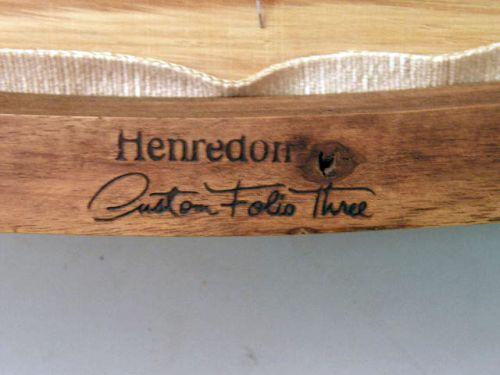 Henredon
Custom Folio Three